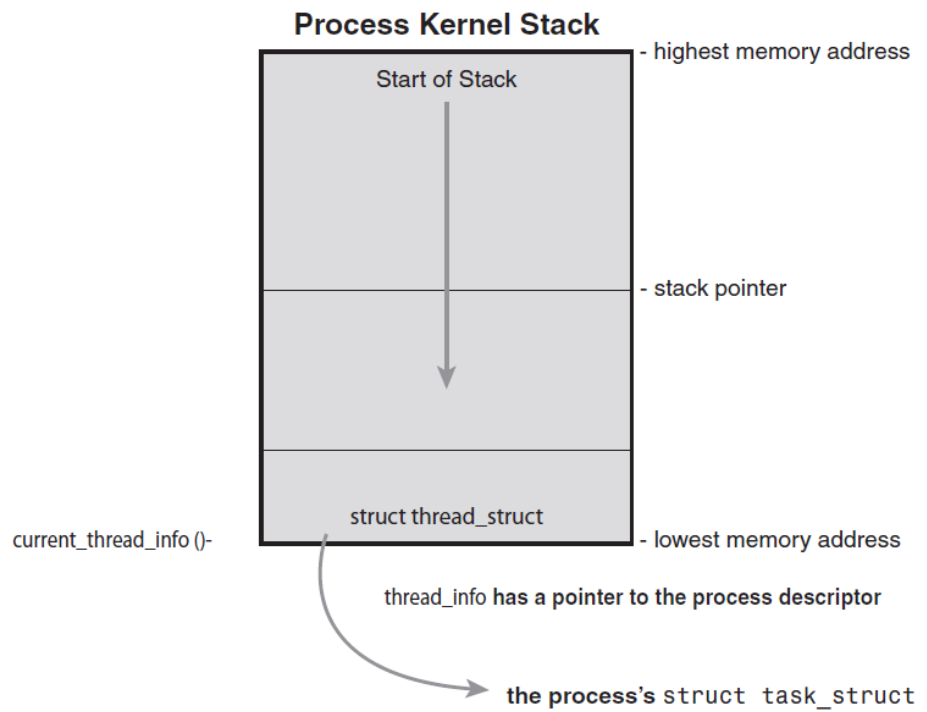 Process Kernel Stack
- highest memory address
Start of Stack
- stack pointer
struct thread_struct
current_thread_info ()-
- lowest memory address
thread_info has a pointer to the process descriptor
the process's struct task_struct